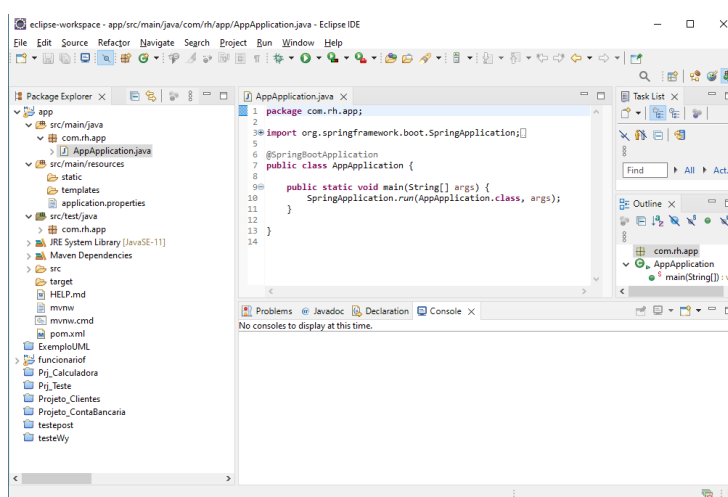 eclipse-workspace - app/src/main/java/com/rh/app/AppApplication.java - Eclipse IDE
File Edit Source Refactor Navigate Search Project Run Window Help
Package Explorer
app
src/main/java
com.rh.app
AppApplication.java
src/main/resources
static
templates
application.properties
src/test/java
com.rh.app
JRE System Library [JavaSE-11]
Maven Dependencies
src
target
HELP.md
mvnw
mvnw.cmd
pom.xml
ExemploUML
funcionariof
Prj_Calculadora
Prj_Teste
Projeto_Clientes
Projeto_ContaBancaria
testepost
testeWy
AppApplication.java
1 package com.rh.app;
2
3 import org.springframework.boot.SpringApplication;
5
6 @SpringBootApplication
7 public class AppApplication {
8
9 public static void main(String[] args) {
10 SpringApplication.run(AppApplication.class, args);
11 }
12
13 }
14
Task List
Find All Act.
Outline
com.rh.app
AppApplication
main(String[]) : v
Problems Javadoc Declaration Console
No consoles to display at this time.